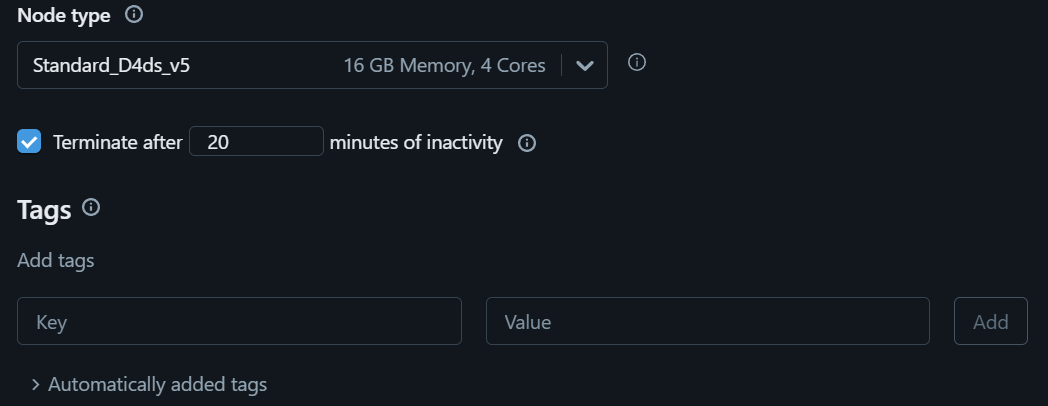 Node type
Standard_D4ds_v5 16 GB Memory, 4 Cores
Terminate after 20 minutes of inactivity
Tags
Add tags
Key Value Add
Automatically added tags